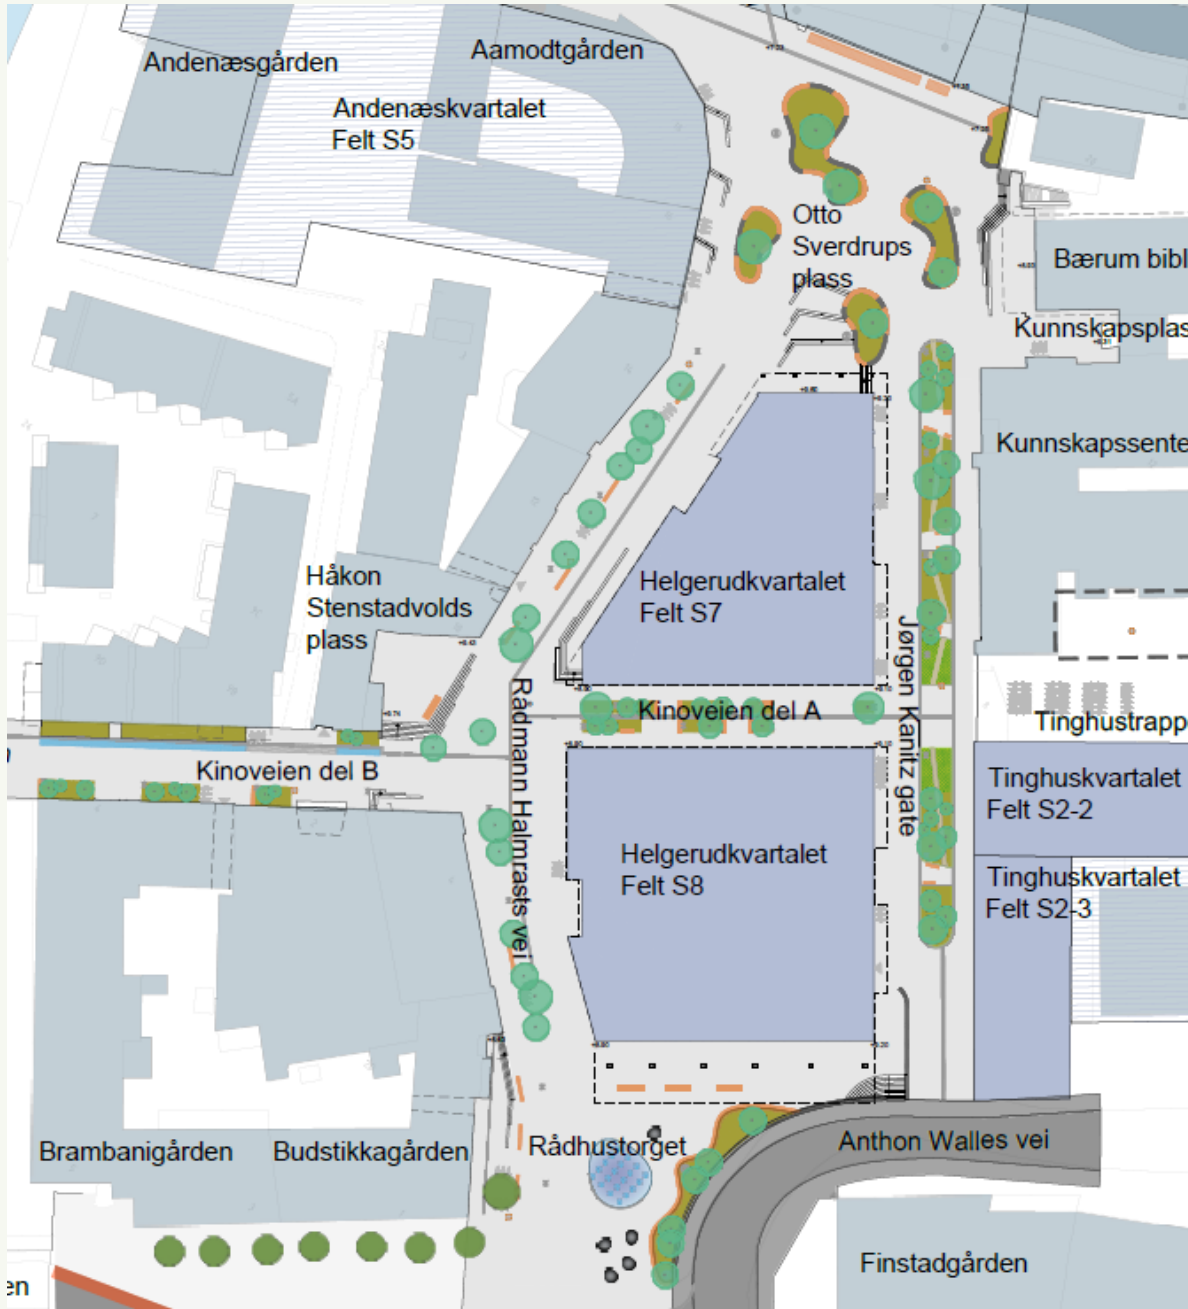 Andenæsgården
Aamodtgården
Andenæskvartalet
Felt S5
Otto
Sverdrups
plass
Bærum bibl
Kunnskapsplas
Kunnskapssente
Håkon
Stenstadvolds
plass
Helgerudkvartalet
Felt S7
Jørgen Kanitz gate
Rådmann Halmrasts vei
Kinoveien del A
Tinghustrapp
Kinoveien del B
Tinghuskvartalet
Felt S2-2
Helgerudkvartalet
Felt S8
Tinghuskvartalet
Felt S2-3
Brambanigården
Budstikkagården
Rådhustorget
Anthon Walles vei
Finstadgården
en